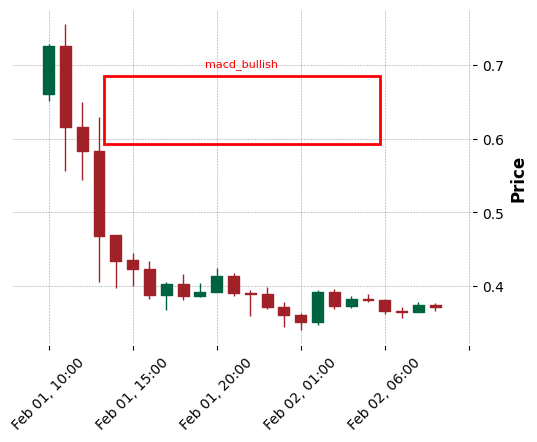 macd_bullish
0.7
0.6
0.5
0.4
Price
Feb 01, 10:00
Feb 01, 15:00
Feb 01, 20:00
Feb 02, 01:00
Feb 02, 06:00